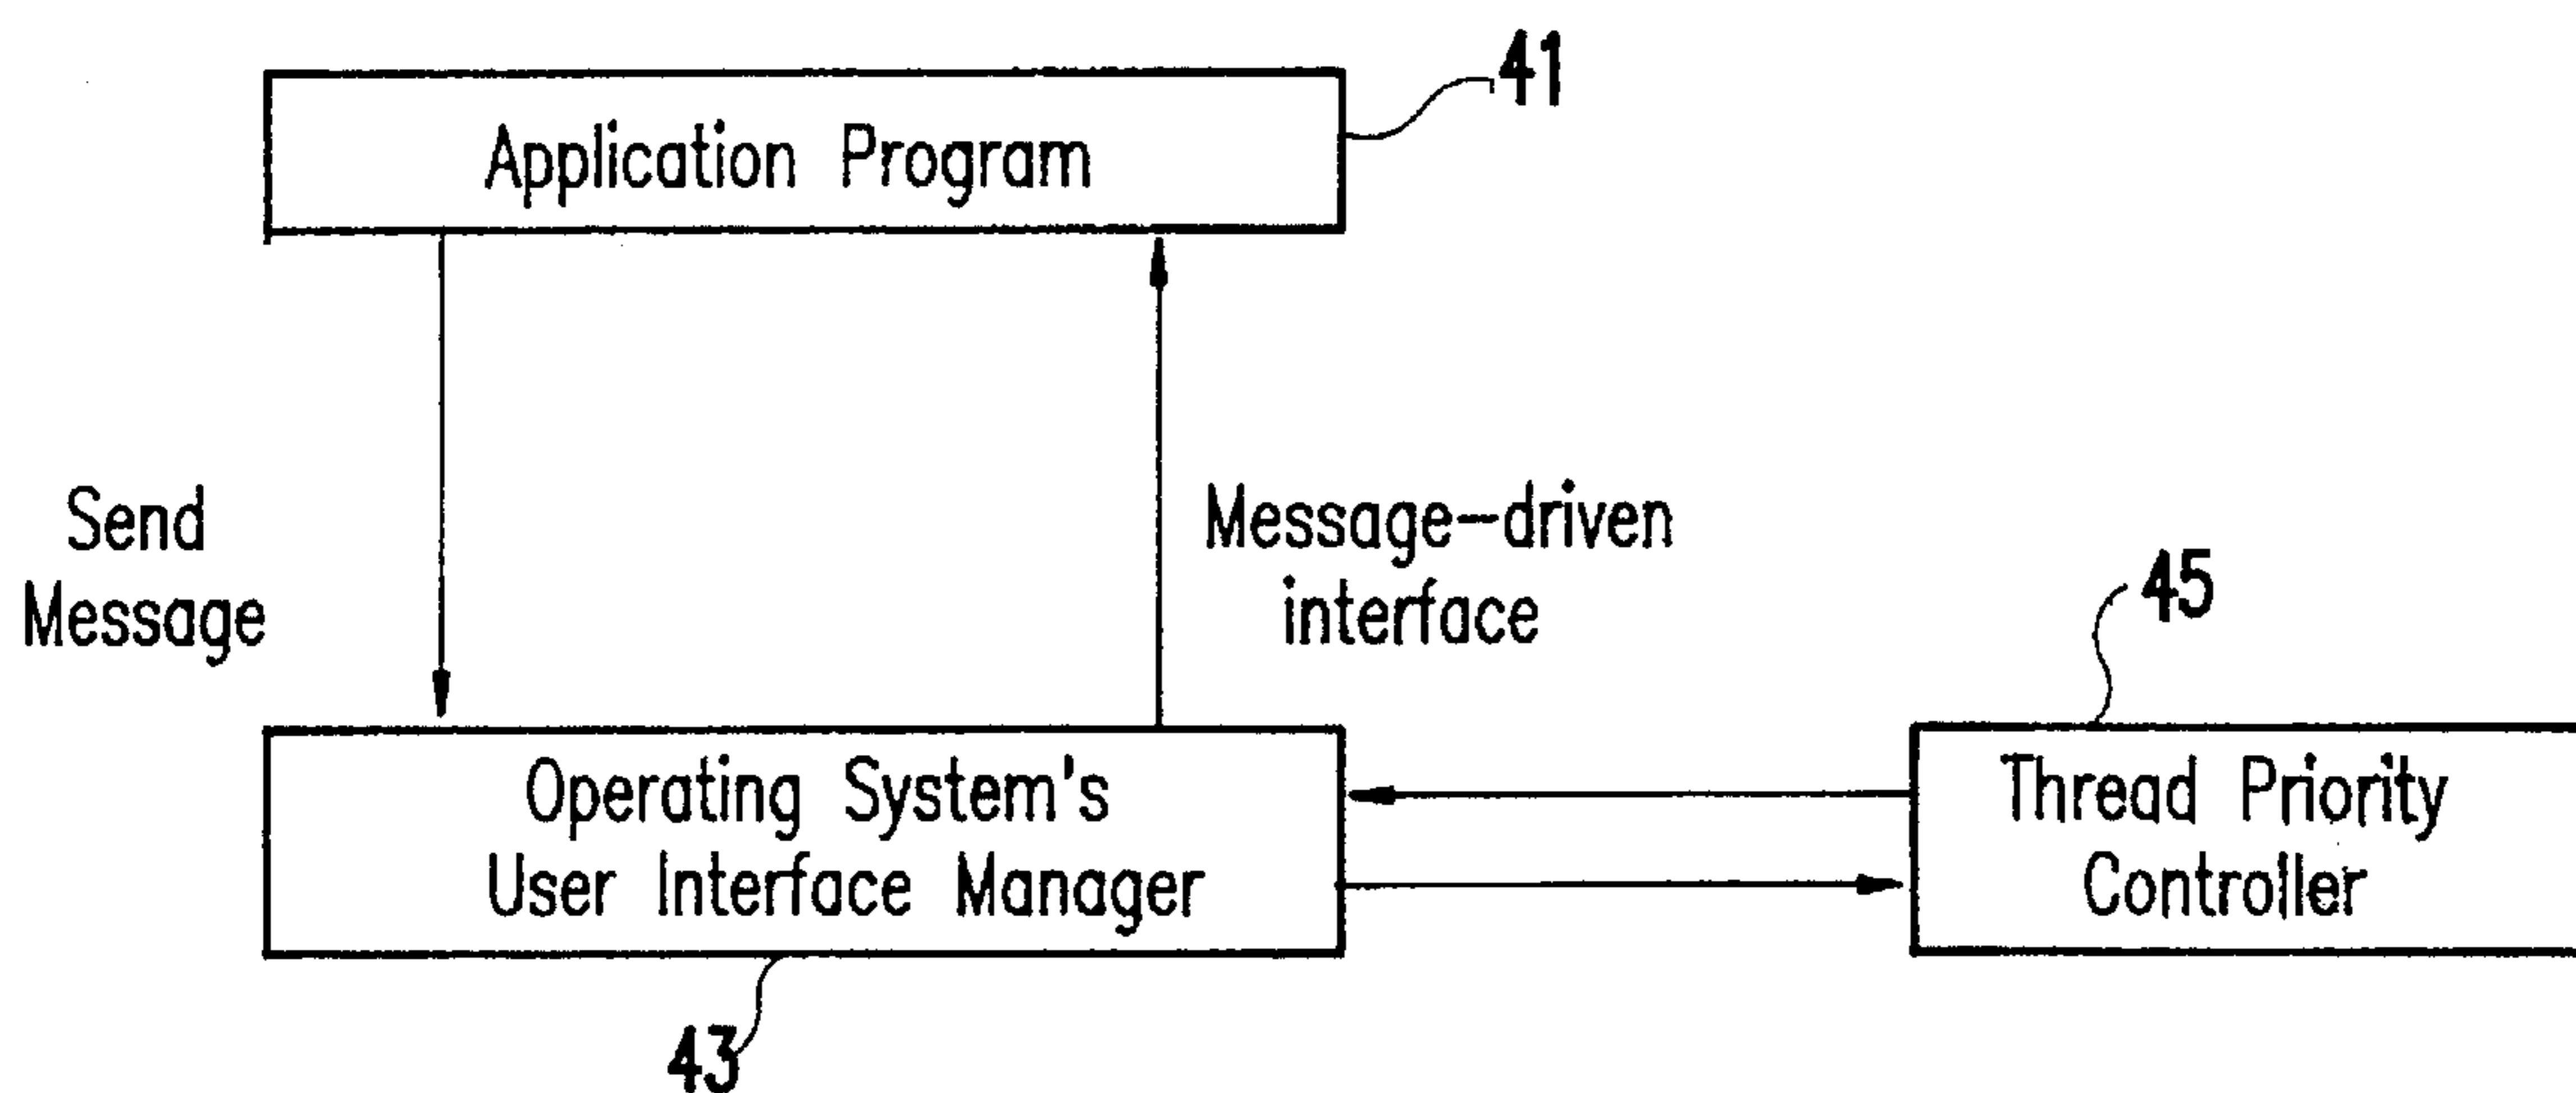 41
Application Program
Send
Message
Message-driven
interface
45
Operating System's
User Interface Manager
Thread Priority
Controller
43